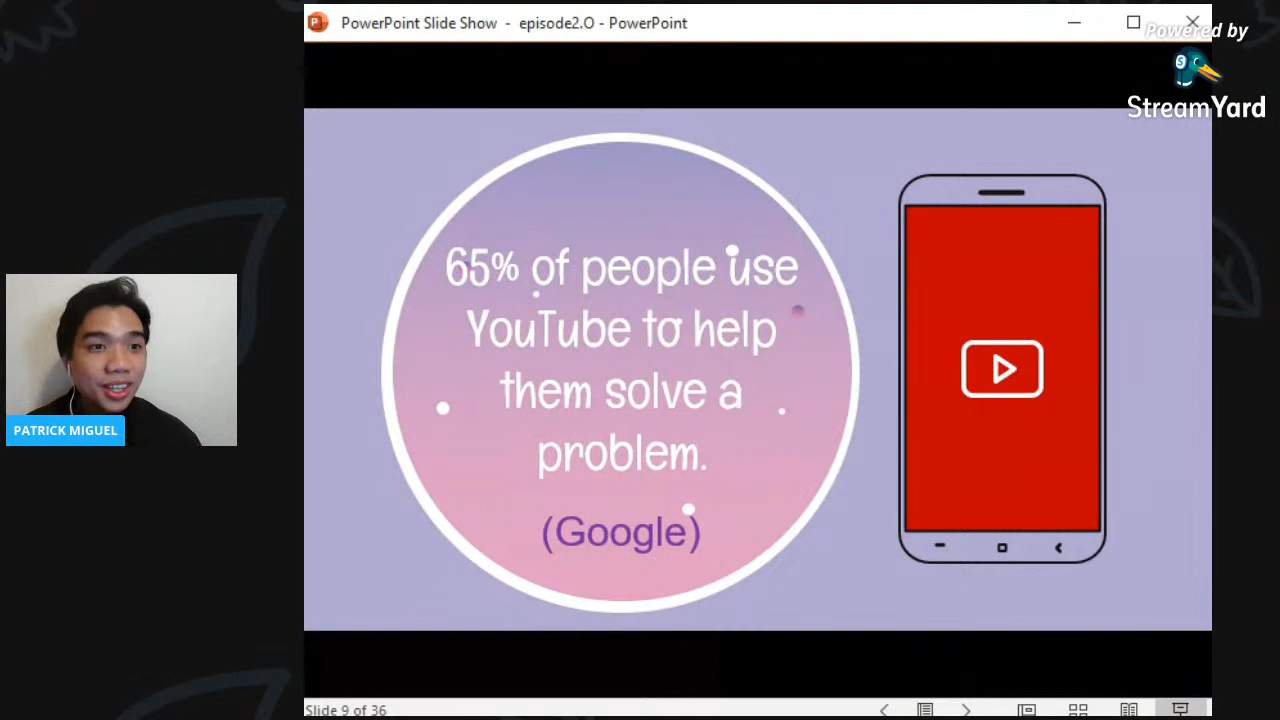 PowerPoint Slide Show - episode2.O - PowerPoint
Powered by
StreamYard
65% of people use
YouTube to help
them solve a
problem.
(Google)
PATRICK MIGUEL
Slide 9 of 36